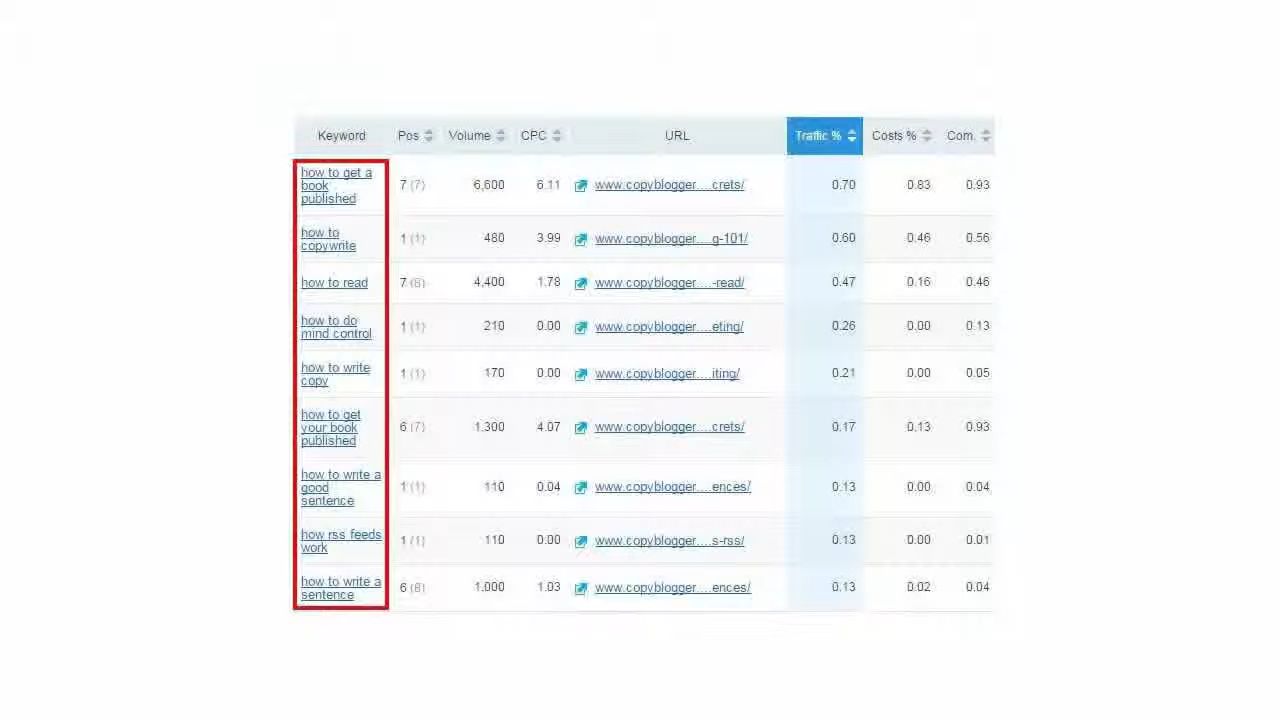 Keyword Pos Volume CPC URL Traffic % Costs % Com.
how to get a
book
published
7 (7) 6,600 6.11 www.copyblogger....crets/ 0.70 0.83 0.93
how to
copywrite
1 (1) 480 3.99 www.copyblogger....g-101/ 0.60 0.46 0.56
how to read 7 (8) 4,400 1.78 www.copyblogger....-read/ 0.47 0.16 0.46
how to do
mind control
1 (1) 210 0.00 www.copyblogger....eting/ 0.26 0.00 0.13
how to write
copy
1 (1) 170 0.00 www.copyblogger....iting/ 0.21 0.00 0.05
how to get
your book
published
6 (7) 1,300 4.07 www.copyblogger....crets/ 0.17 0.13 0.93
how to write a
good
sentence
1 (1) 110 0.04 www.copyblogger....ences/ 0.13 0.00 0.04
how rss feeds
work
1 (1) 110 0.00 www.copyblogger....s-rss/ 0.13 0.00 0.01
how to write a
sentence
6 (8) 1,000 1.03 www.copyblogger....ences/ 0.13 0.02 0.04